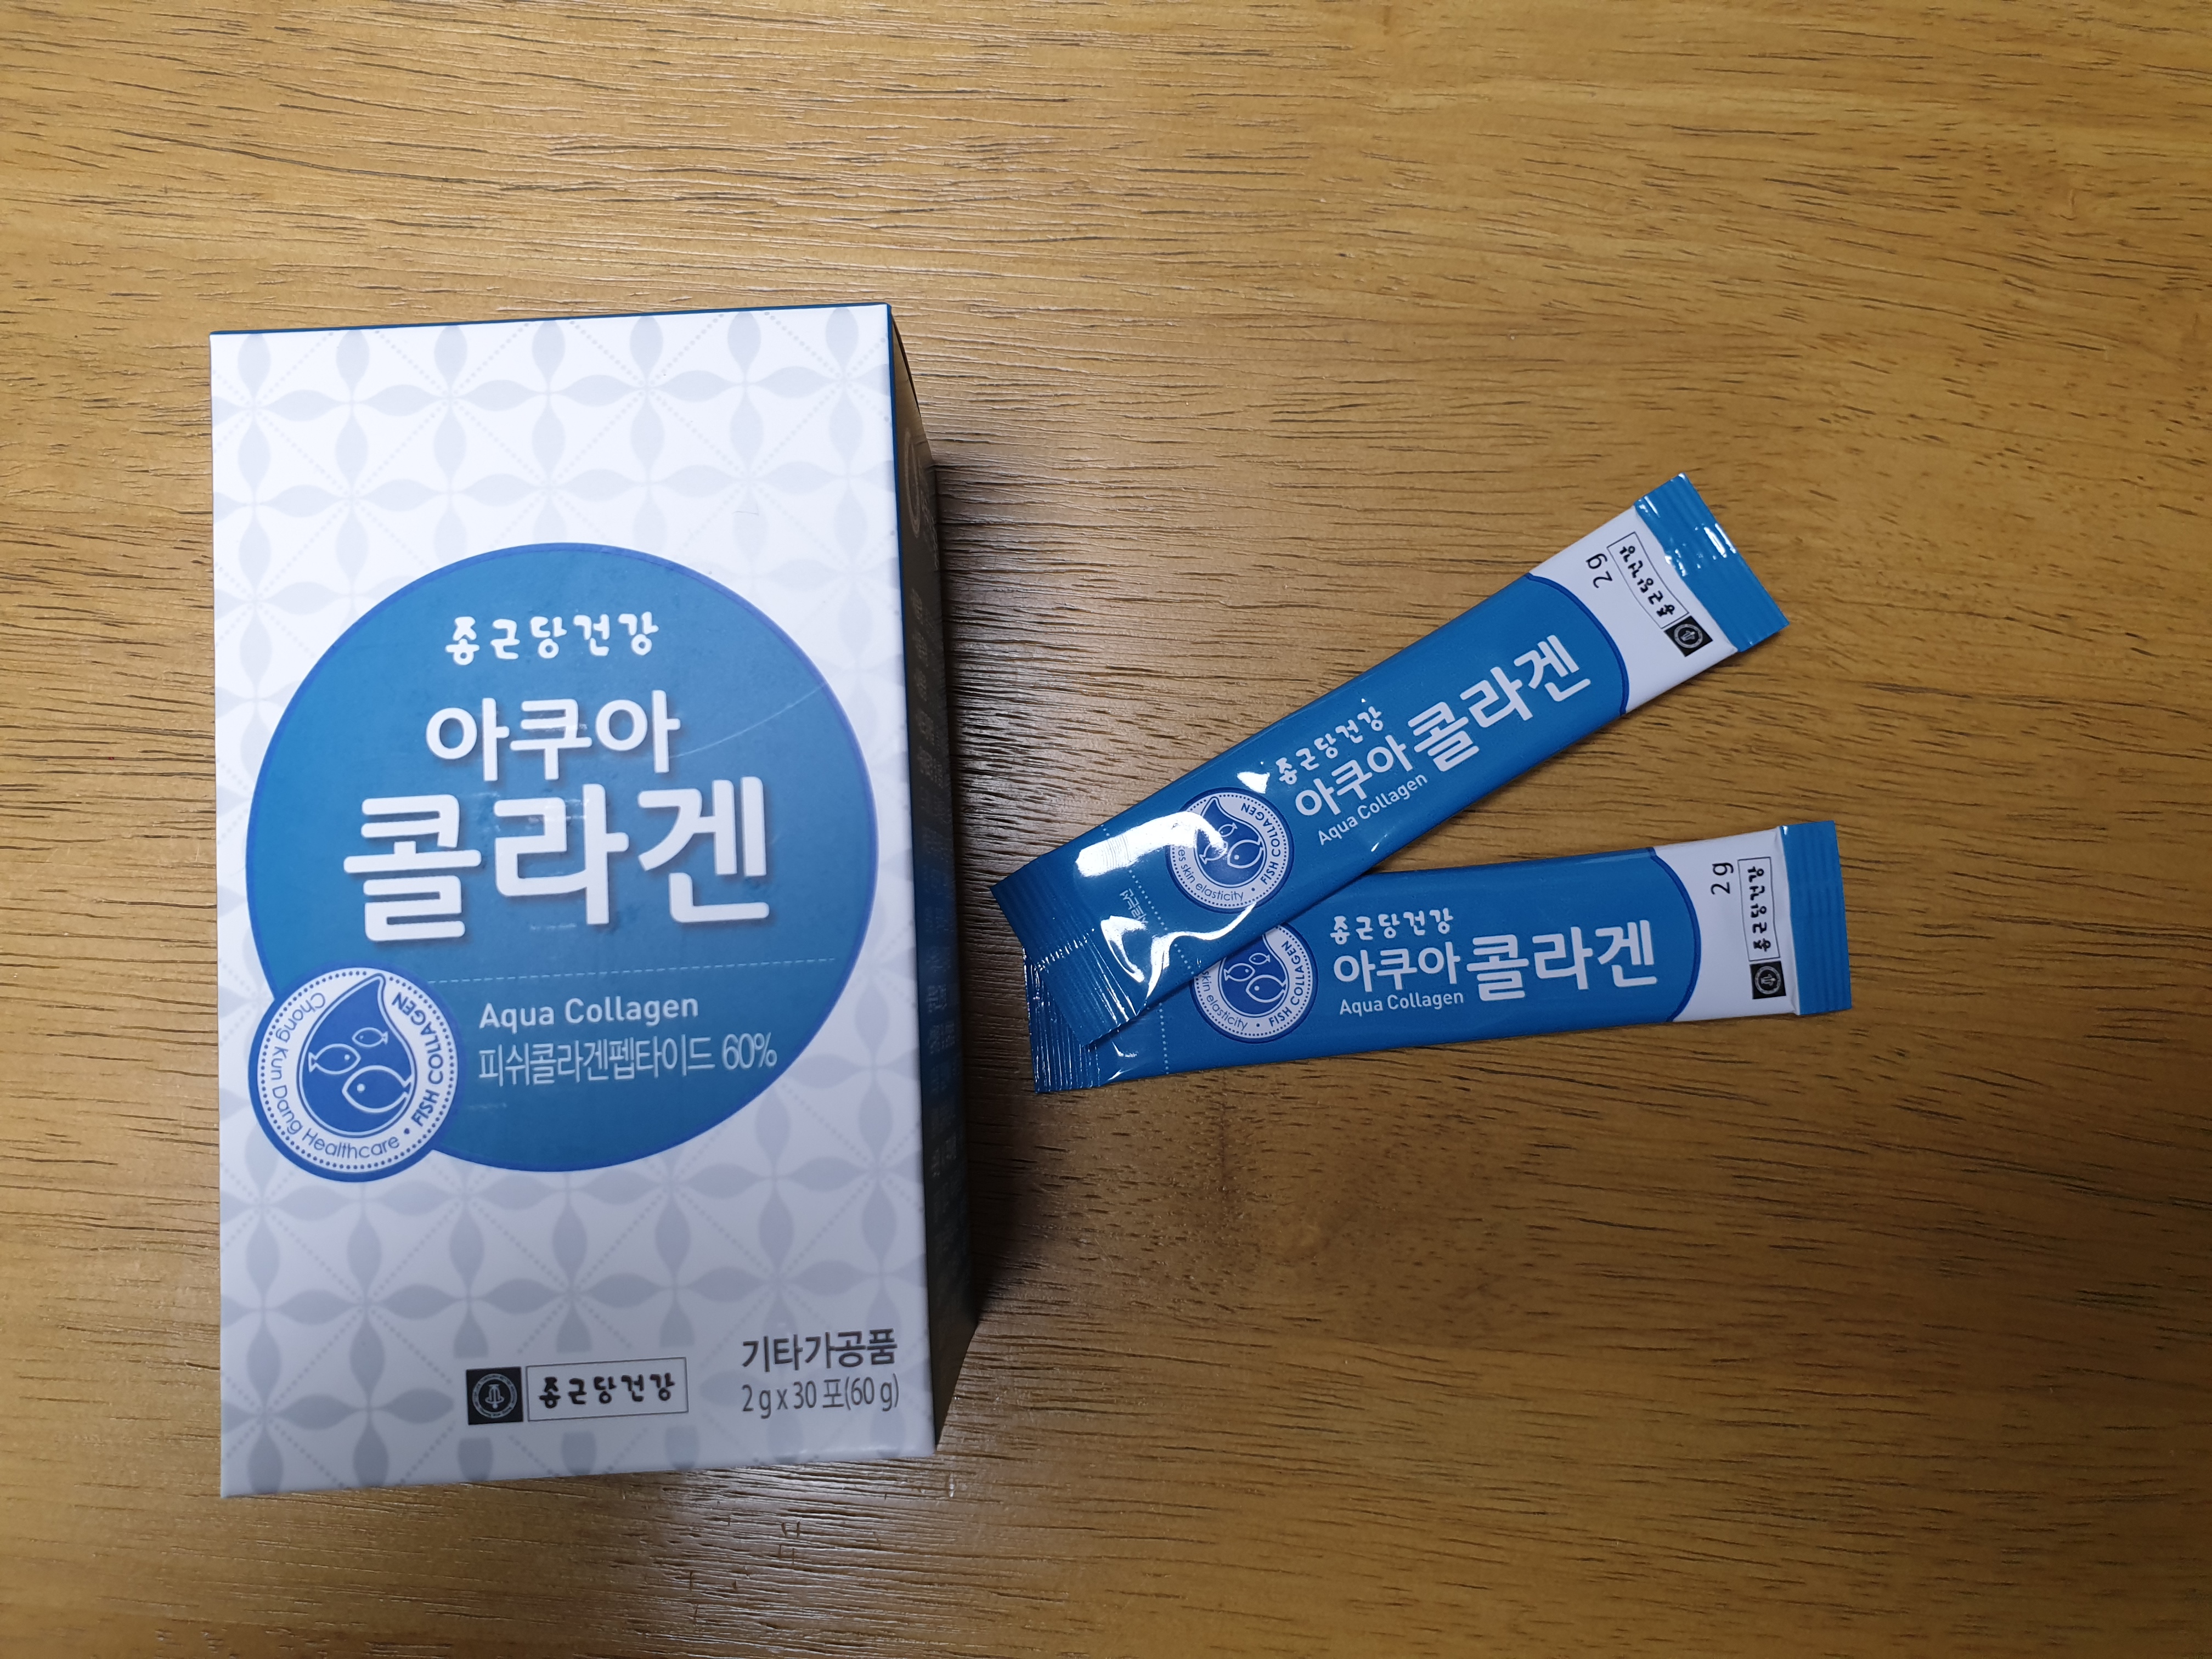 종근당건강
아쿠아
콜라겐
Aqua Collagen
피쉬콜라겐펩타이드 60%
FISH COLLAGEN • Chong Kun Dang Healthcare
종근당건강
기타가공품
2 g x 30 포(60 g)
종근당건강
2g
종근당건강
아쿠아 콜라겐
Aqua Collagen
FISH COLLAGEN •
skin elasticity
종근당건강
2g
종근당건강
아쿠아 콜라겐
Aqua Collagen
FISH COLLAGEN •
skin elasticity